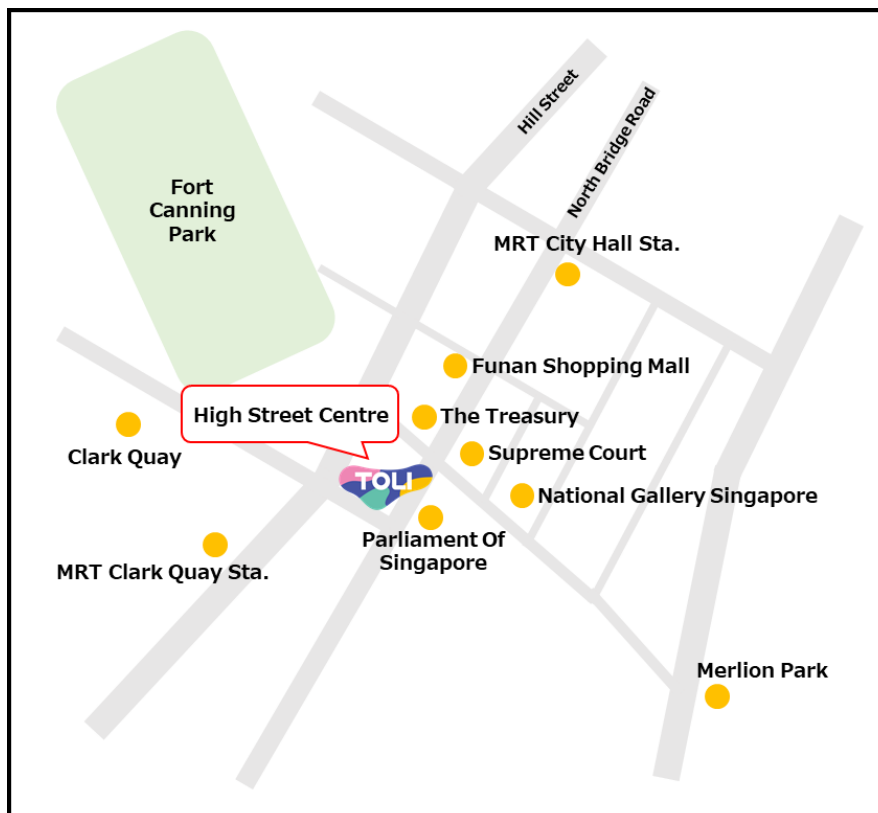 Hill Street
North Bridge Road
Fort
Canning
Park
MRT City Hall Sta.
Funan Shopping Mall
High Street Centre
The Treasury
Clark Quay
Supreme Court
TOLI
National Gallery Singapore
Parliament Of
Singapore
MRT Clark Quay Sta.
Merlion Park